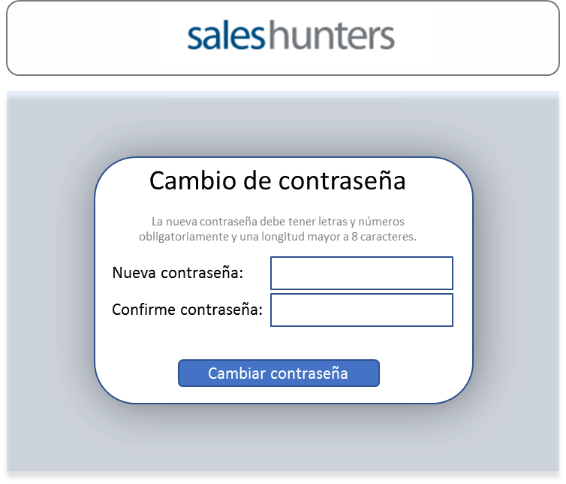 saleshunters
Cambio de contraseña
La nueva contraseña debe tener letras y números
obligatoriamente y una longitud mayor a 8 caracteres.
Nueva contraseña:
Confirme contraseña:
Cambiar contraseña